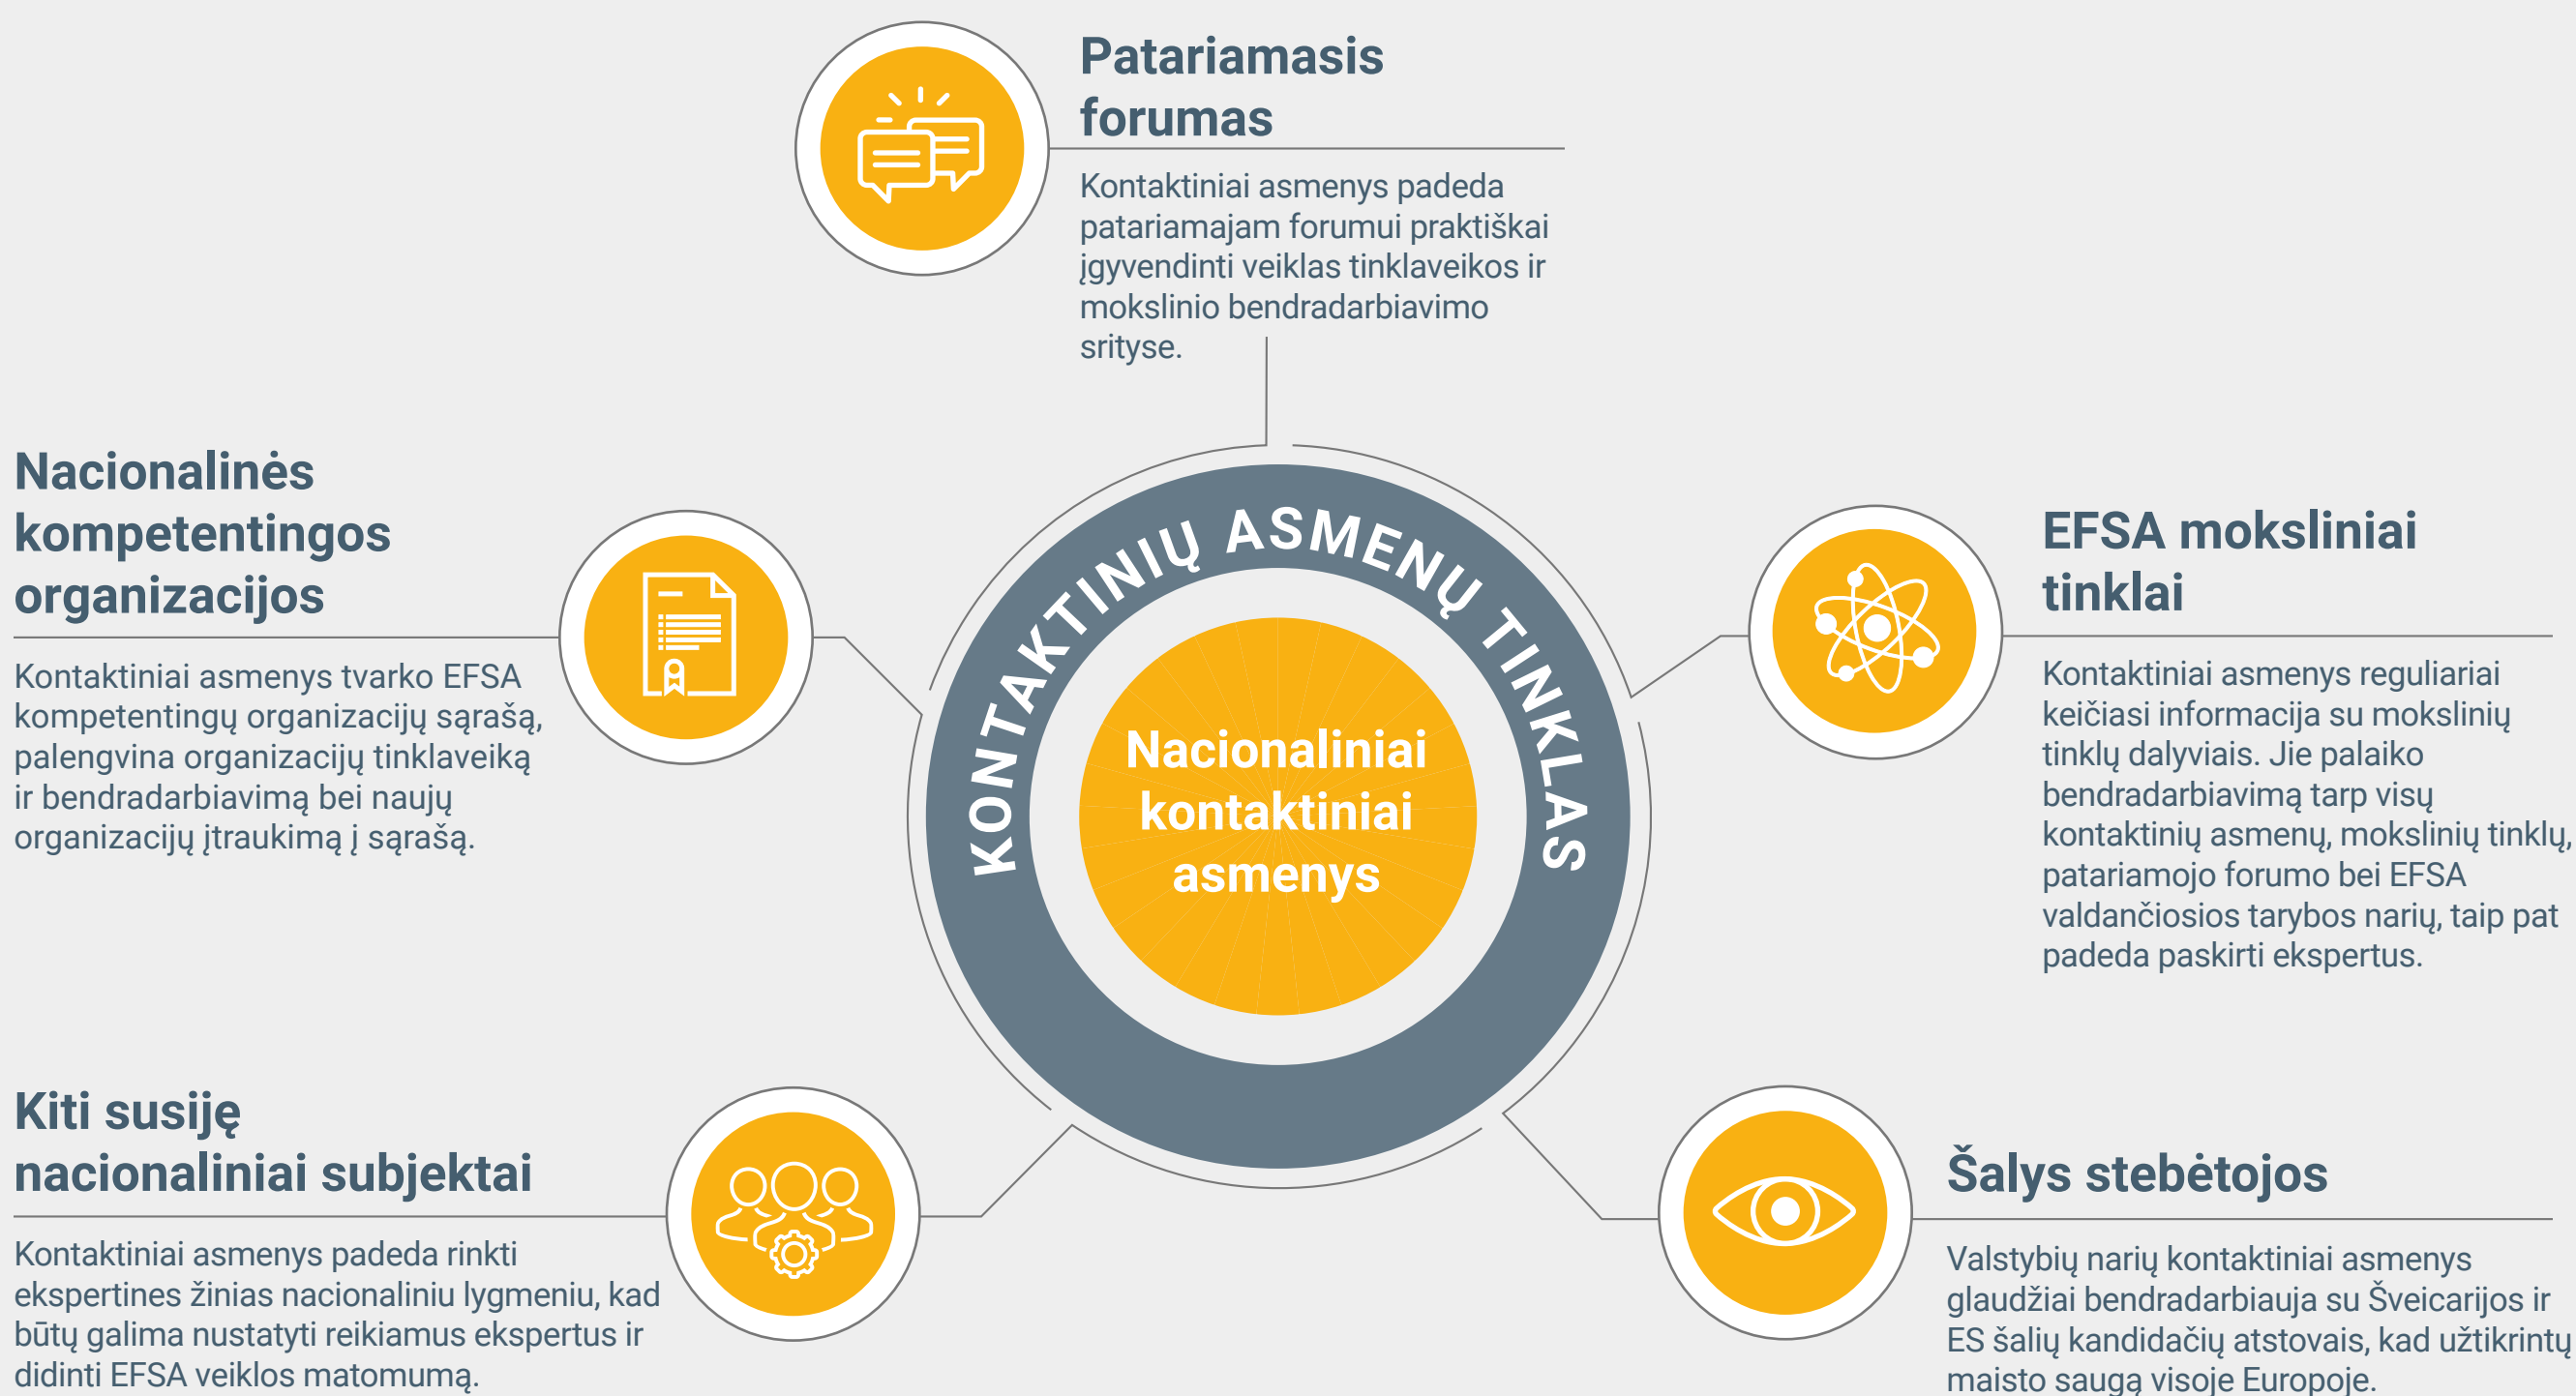 Patariamasis
forumas
Kontaktiniai asmenys padeda
patariamajam forumui praktiškai
įgyvendinti veiklas tinklaveikos ir
mokslinio bendradarbiavimo
srityse.
Nacionalinės
kompetentingos
organizacijos
Kontaktiniai asmenys tvarko EFSA
kompetentingų organizacijų sąrašą,
palengvina organizacijų tinklaveiką
ir bendradarbiavimą bei naujų
organizacijų įtraukimą į sąrašą.
KONTAKTINIŲ ASMENŲ TINKLAS
Nacionaliniai
kontaktiniai
asmenys
EFSA moksliniai
tinklai
Kontaktiniai asmenys reguliariai
keičiasi informacija su mokslinių
tinklų dalyviais. Jie palaiko
bendradarbiavimą tarp visų
kontaktinių asmenų, mokslinių tinklų,
patariamojo forumo bei EFSA
valdančiosios tarybos narių, taip pat
padeda paskirti ekspertus.
Kiti susiję
nacionaliniai subjektai
Kontaktiniai asmenys padeda rinkti
ekspertines žinias nacionaliniu lygmeniu, kad
būtų galima nustatyti reikiamus ekspertus ir
didinti EFSA veiklos matomumą.
Šalys stebėtojos
Valstybių narių kontaktiniai asmenys
glaudžiai bendradarbiauja su Šveicarijos ir
ES šalių kandidačių atstovais, kad užtikrintų
maisto saugą visoje Europoje.